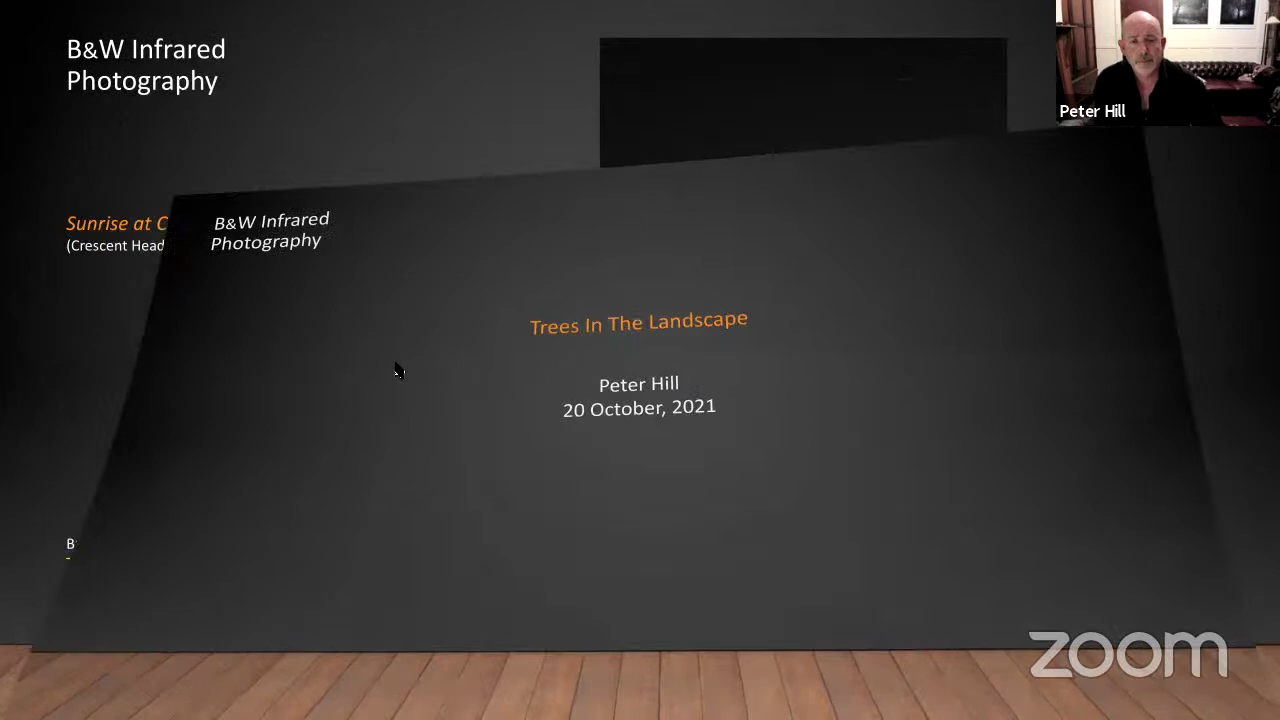 B&W Infrared
Photography
Peter Hill
Sunrise at C
(Crescent Head
B&W Infrared
Photography
Trees In The Landscape
Peter Hill
20 October, 2021
B
zoom